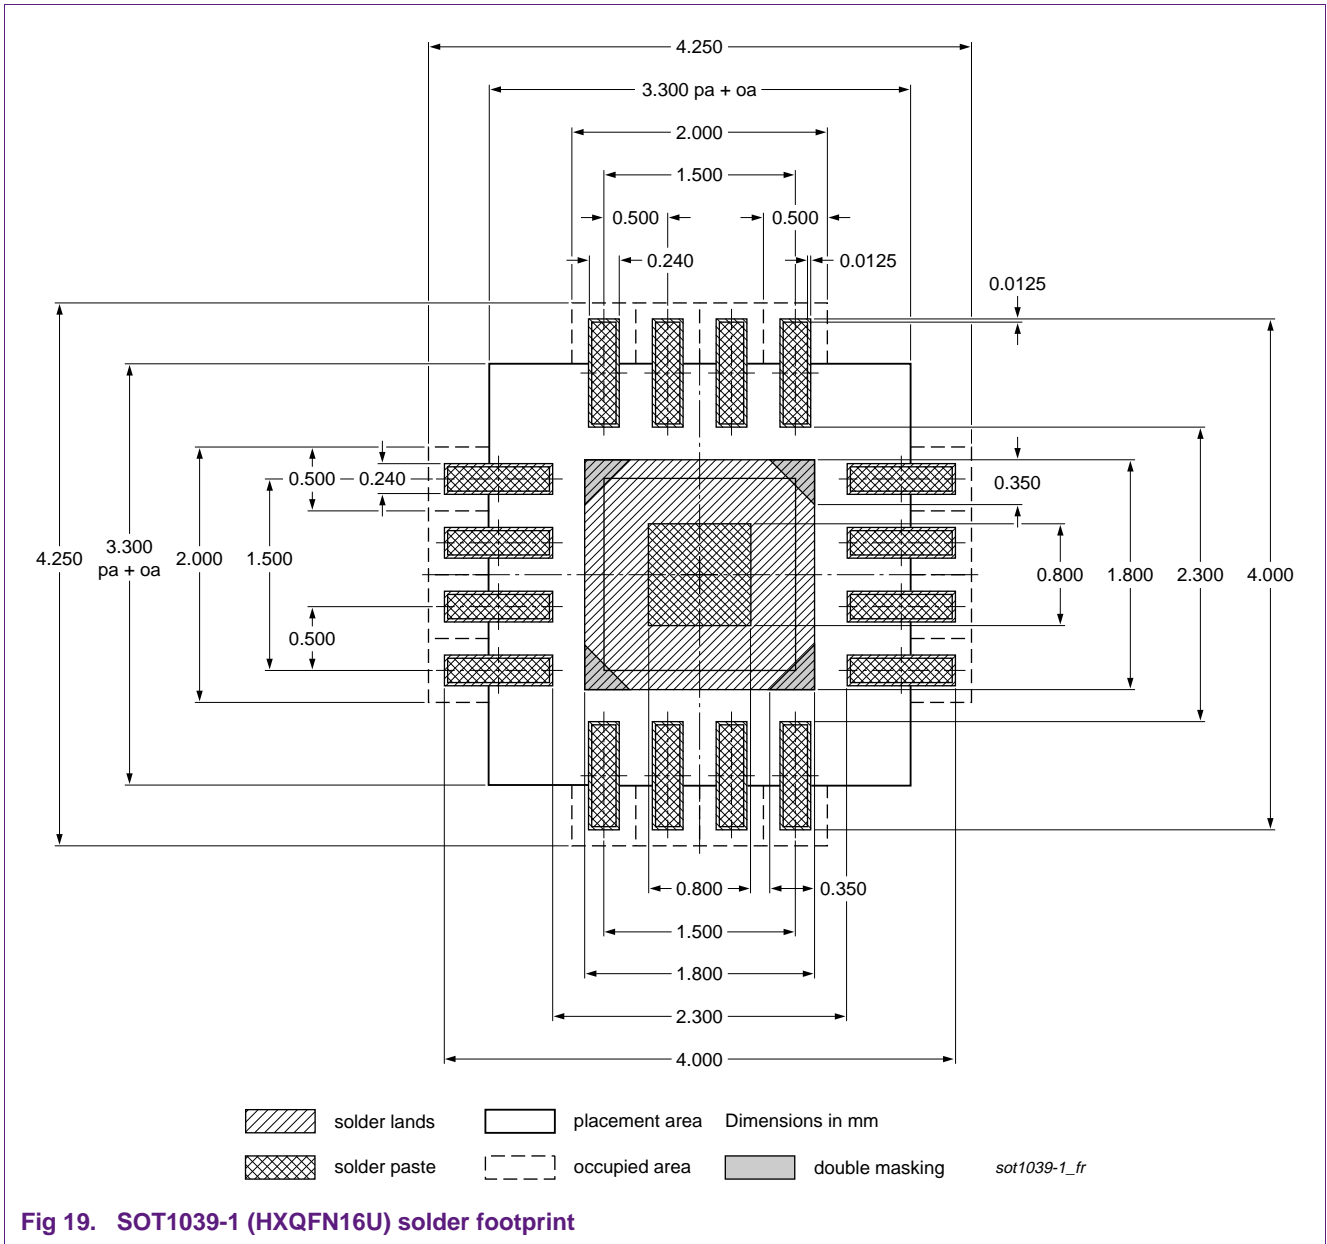 4.250
3.300 pa + oa
2.000
1.500
0.500 0.500
0.240 0.0125
0.0125
0.500 0.240
0.350
4.250 3.300 pa + oa 2.000 1.500
0.800 1.800 2.300 4.000
0.500
0.800 0.350
1.500
1.800
2.300
4.000
solder lands placement area Dimensions in mm
solder paste occupied area double masking sot1039-1_fr
Fig 19. SOT1039-1 (HXQFN16U) solder footprint